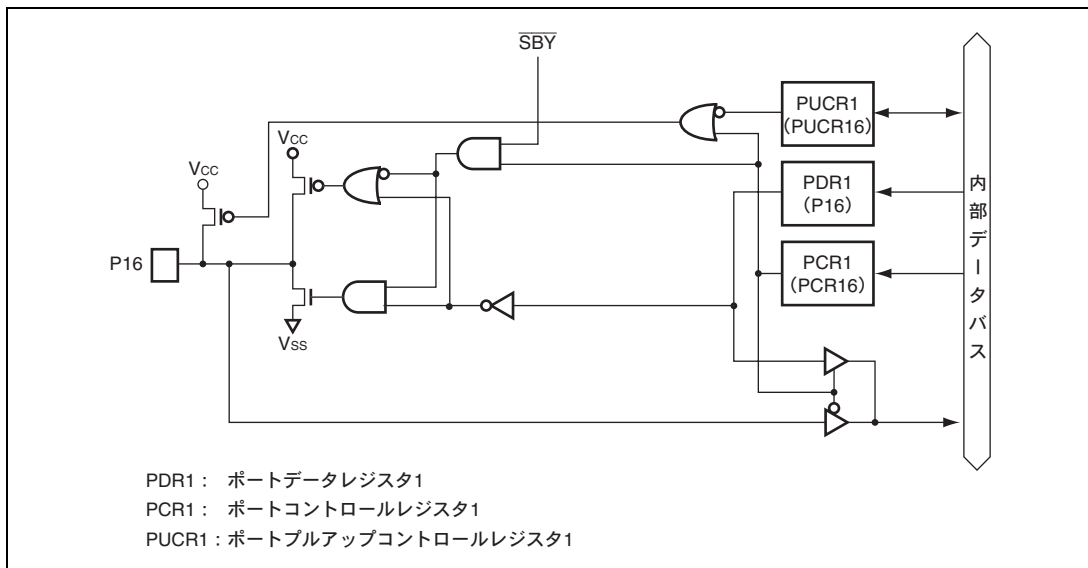 S̅B̅Y̅
PUCR1
(PUCR16)
VCC
VCC
PDR1
(P16)
P16
PCR1
(PCR16)
VSS
内部データバス
PDR1： ポートデータレジスタ1
PCR1： ポートコントロールレジスタ1
PUCR1：ポートプルアップコントロールレジスタ1